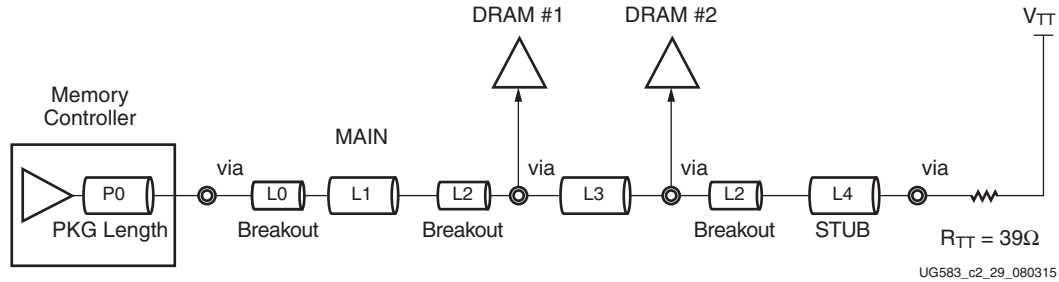 DRAM #1
DRAM #2
VTT
Memory
Controller
MAIN
via
via
via
via
P0
L0
L1
L2
L3
L2
L4
PKG Length
Breakout
Breakout
Breakout
STUB
RTT = 39Ω
UG583_c2_29_080315